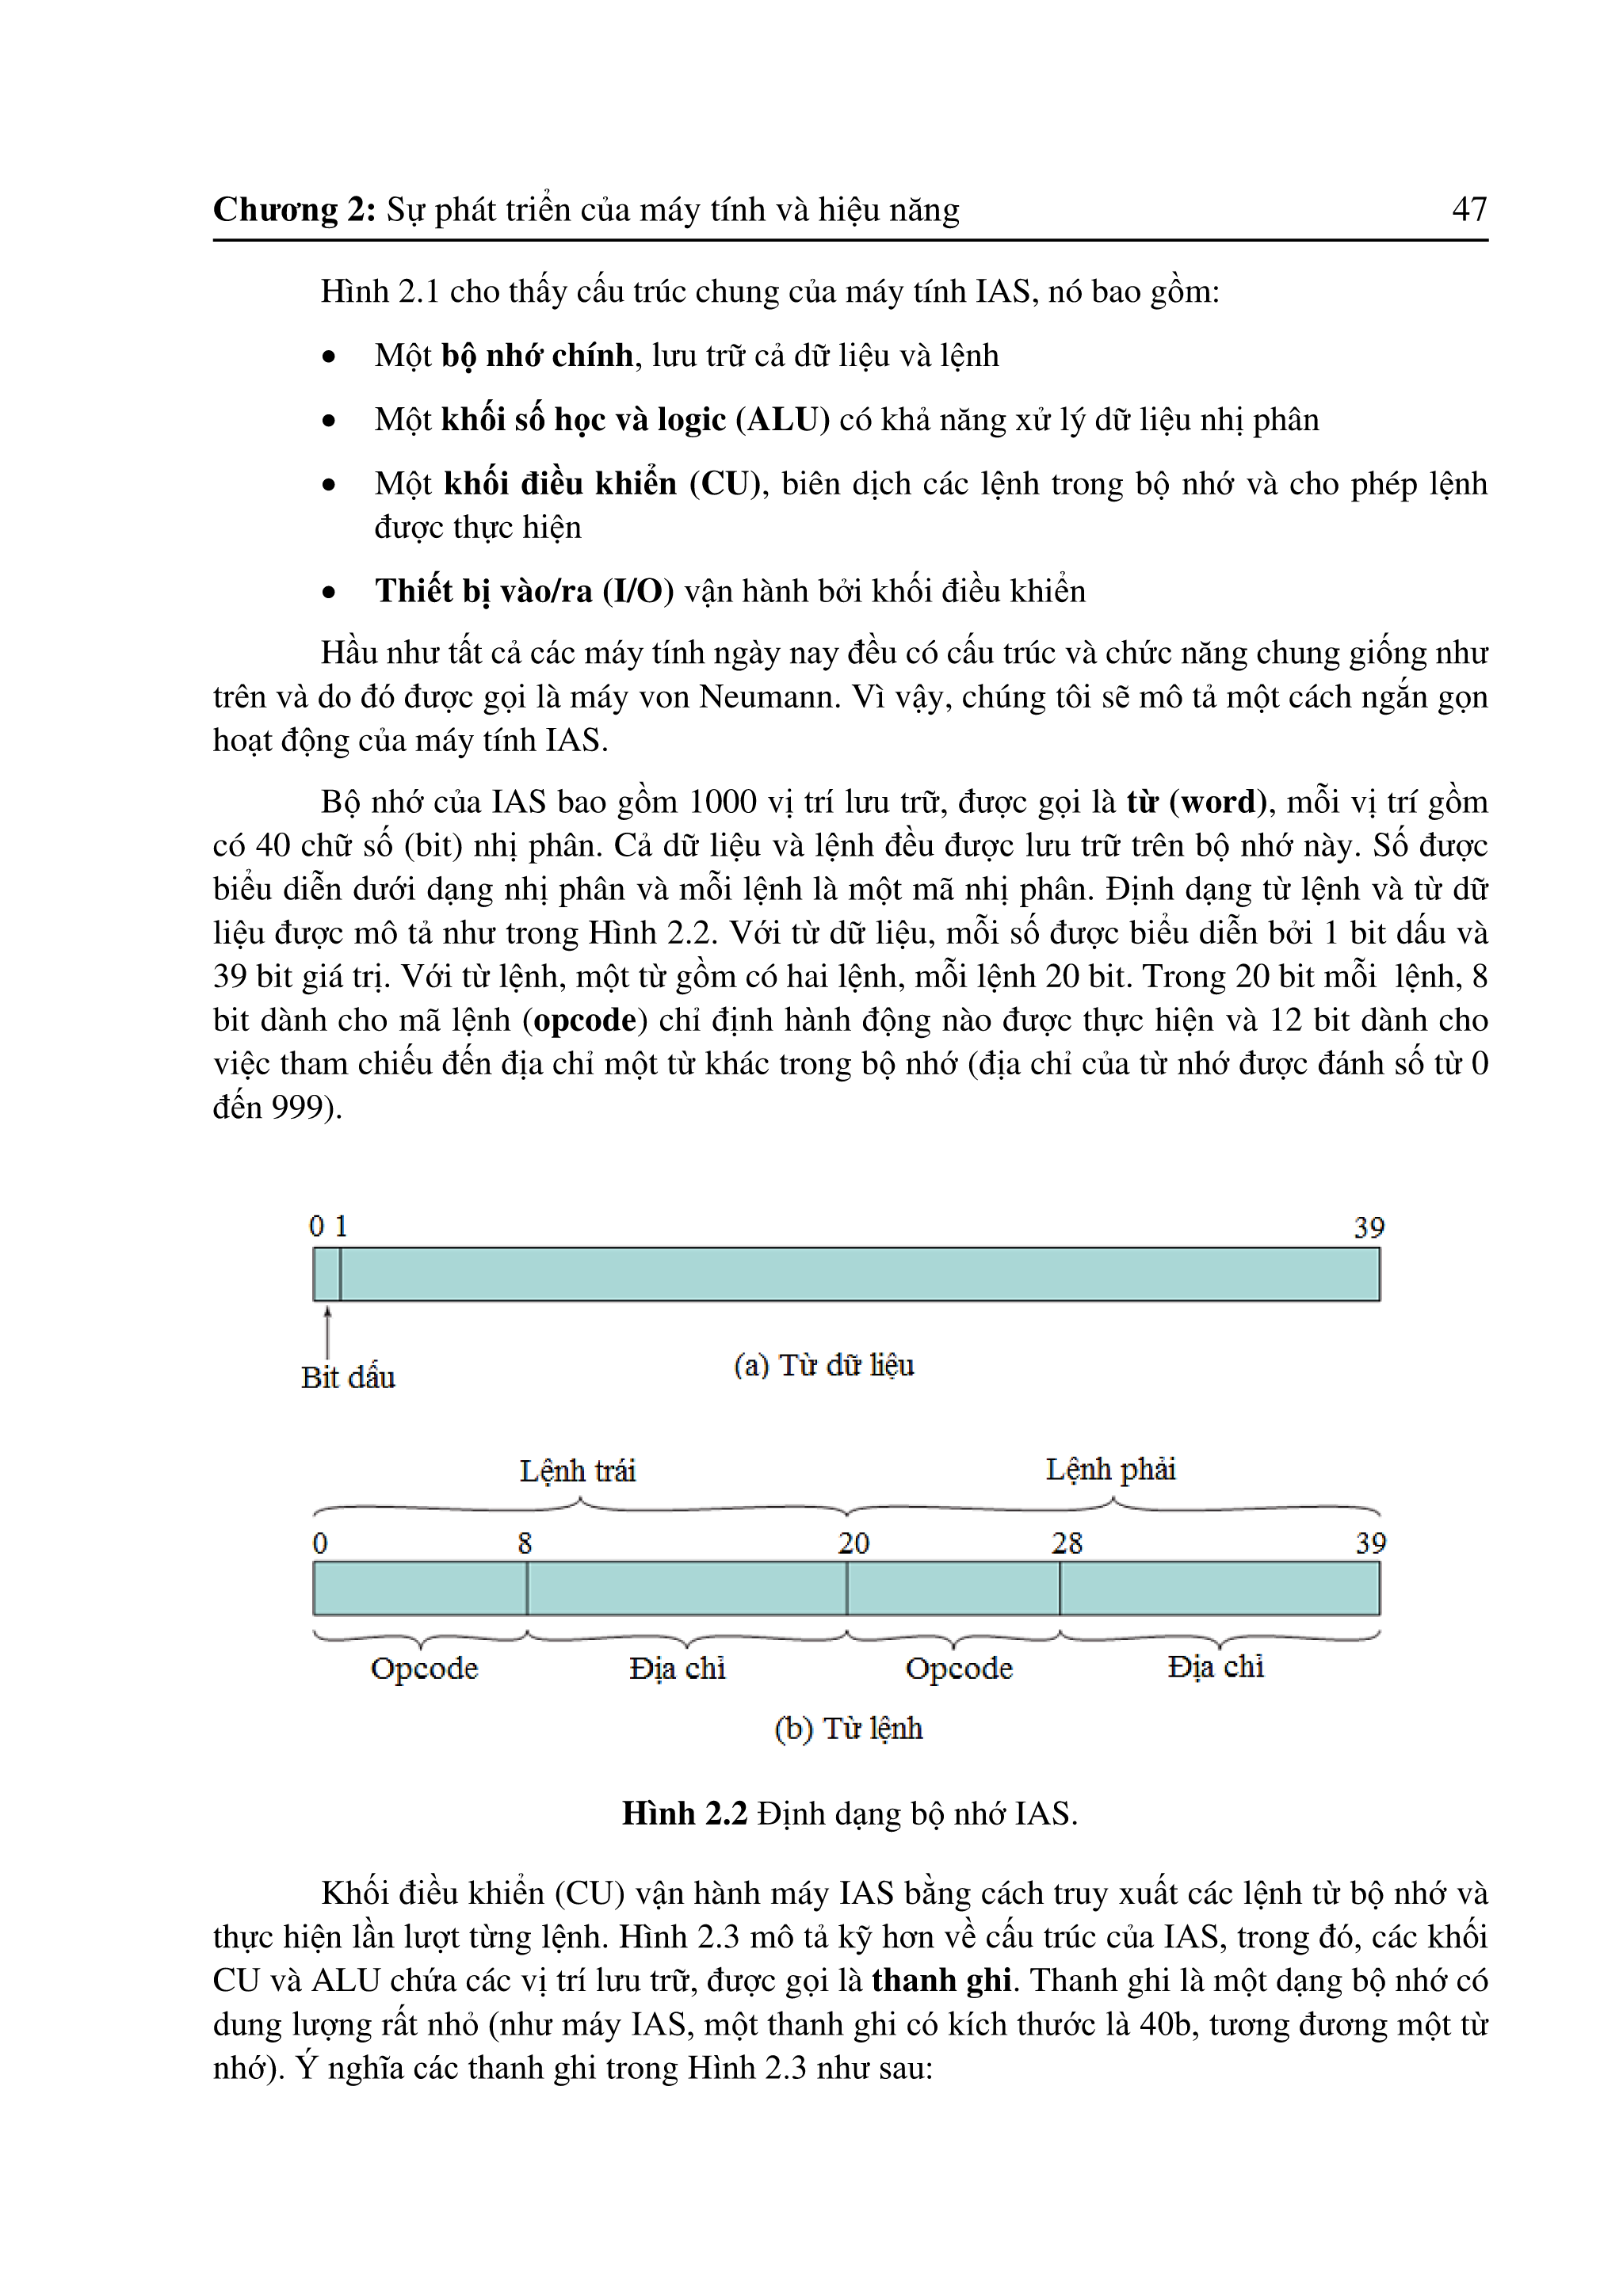 Chương 2: Sự phát triển của máy tính và hiệu năng 47
Hình 2.1 cho thấy cấu trúc chung của máy tính IAS, nó bao gồm:
• Một bộ nhớ chính, lưu trữ cả dữ liệu và lệnh
• Một khối số học và logic (ALU) có khả năng xử lý dữ liệu nhị phân
• Một khối điều khiển (CU), biên dịch các lệnh trong bộ nhớ và cho phép lệnh
được thực hiện
• Thiết bị vào/ra (I/O) vận hành bởi khối điều khiển
Hầu như tất cả các máy tính ngày nay đều có cấu trúc và chức năng chung giống như
trên và do đó được gọi là máy von Neumann. Vì vậy, chúng tôi sẽ mô tả một cách ngắn gọn
hoạt động của máy tính IAS.
Bộ nhớ của IAS bao gồm 1000 vị trí lưu trữ, được gọi là từ (word), mỗi vị trí gồm
có 40 chữ số (bit) nhị phân. Cả dữ liệu và lệnh đều được lưu trữ trên bộ nhớ này. Số được
biểu diễn dưới dạng nhị phân và mỗi lệnh là một mã nhị phân. Định dạng từ lệnh và từ dữ
liệu được mô tả như trong Hình 2.2. Với từ dữ liệu, mỗi số được biểu diễn bởi 1 bit dấu và
39 bit giá trị. Với từ lệnh, một từ gồm có hai lệnh, mỗi lệnh 20 bit. Trong 20 bit mỗi lệnh, 8
bit dành cho mã lệnh (opcode) chỉ định hành động nào được thực hiện và 12 bit dành cho
việc tham chiếu đến địa chỉ một từ khác trong bộ nhớ (địa chỉ của từ nhớ được đánh số từ 0
đến 999).
0 1 39
Bit dấu
(a) Từ dữ liệu
Lệnh trái Lệnh phải
0 8 20 28 39
Opcode Địa chỉ Opcode Địa chỉ
(b) Từ lệnh
Hình 2.2 Định dạng bộ nhớ IAS.
Khối điều khiển (CU) vận hành máy IAS bằng cách truy xuất các lệnh từ bộ nhớ và
thực hiện lần lượt từng lệnh. Hình 2.3 mô tả kỹ hơn về cấu trúc của IAS, trong đó, các khối
CU và ALU chứa các vị trí lưu trữ, được gọi là thanh ghi. Thanh ghi là một dạng bộ nhớ có
dung lượng rất nhỏ (như máy IAS, một thanh ghi có kích thước là 40b, tương đương một từ
nhớ). Ý nghĩa các thanh ghi trong Hình 2.3 như sau: